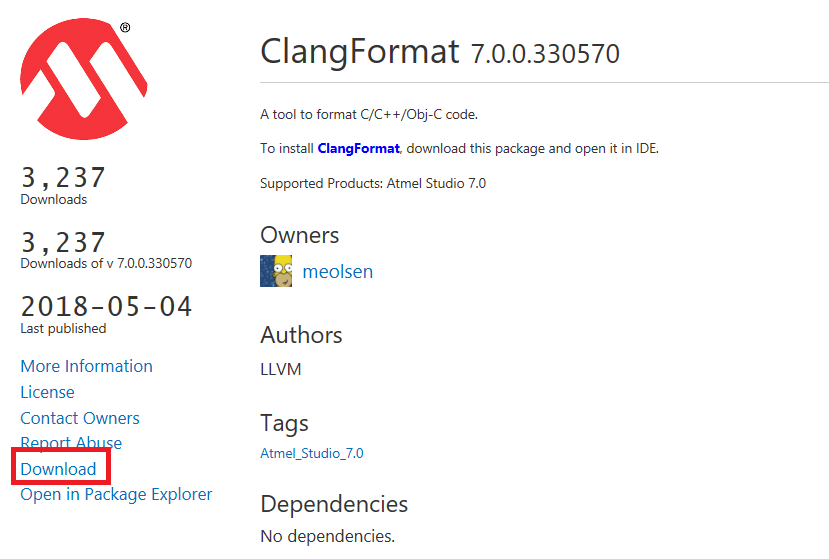 ®
3,237
Downloads
3,237
Downloads of v 7.0.0.330570
2018-05-04
Last published
More Information
License
Contact Owners
Report Abuse
Download
Open in Package Explorer
ClangFormat 7.0.0.330570
A tool to format C/C++/Obj-C code.
To install ClangFormat, download this package and open it in IDE.
Supported Products: Atmel Studio 7.0
Owners
meolsen
Authors
LLVM
Tags
Atmel_Studio_7.0
Dependencies
No dependencies.